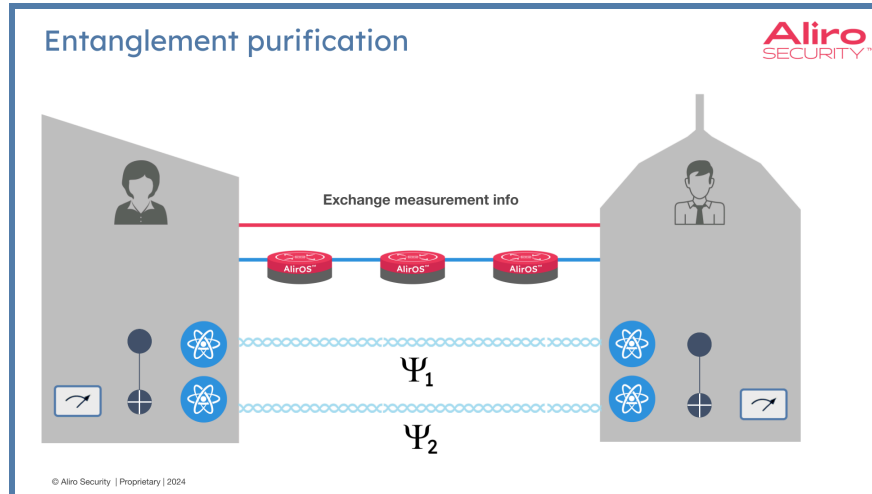 Entanglement purification
Aliro
SECURITY™
Exchange measurement info
AlirOS™ AlirOS™ AlirOS™
Ψ1
Ψ2
© Aliro Security | Proprietary | 2024